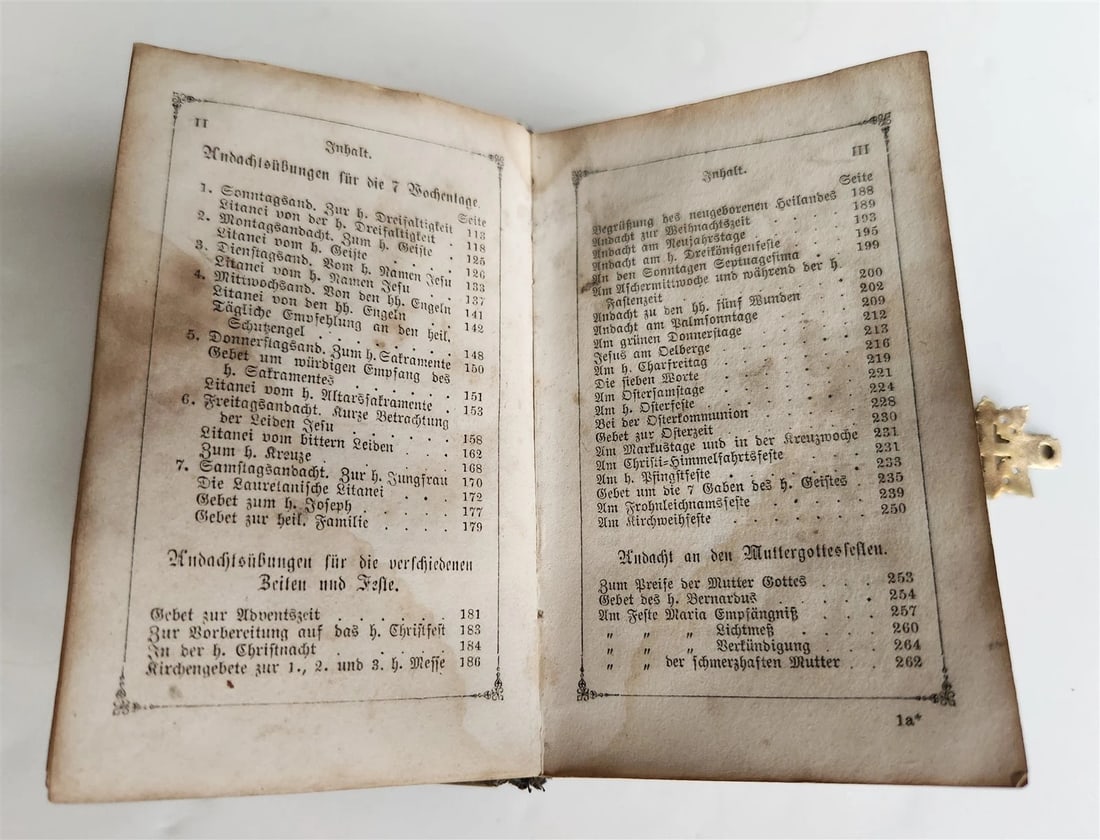 II
Inhalt.
Andachtsübungen für die 7 Wochentage.
Seite
1. Sonntagsand. Zur h. Dreifaltigkeit 113
Litanei von der h. Dreifaltigkeit . 118
2. Montagsandacht. Zum h. Geiste . 125
Litanei vom h. Geiste . . . . 126
3. Dienstagsand. Vom h. Namen Jesu 133
Litanei vom h. Namen Jesu . . 137
4. Mittwochsand. Von den hh. Engeln 141
Litanei von den hh. Engeln . . 142
Tägliche Empfehlung an den heil.
Schutzengel . . . . . . 148
5. Donnerstagsand. Zum h. Sakramente 150
Gebet um würdigen Empfang des
h. Sakramentes . . . . . 151
Litanei vom h. Altarssakramente . 153
6. Freitagsandacht. Kurze Betrachtung
der Leiden Jesu . . . . . 158
Litanei vom bittern Leiden . . 162
Zum h. Kreuze . . . . . . 168
7. Samstagsandacht. Zur h. Jungfrau 170
Die Lauretanische Litanei . . . 172
Gebet zum h. Joseph . . . . 177
Gebet zur heil. Familie . . . . 179
Andachtsübungen für die verschiedenen
Zeiten und Feste.
Gebet zur Adventszeit . . . . . 181
Zur Vorbereitung auf das h. Christfest 183
In der h. Christnacht . . . . . 184
Kirchengebete zur 1., 2. und 3. h. Messe 186
III
Inhalt.
Seite
Begrüßung des neugeborenen Heilandes 188
Andacht zur Weihnachtszeit . . . 189
Andacht am Neujahrstage . . . . 193
Andacht am h. Dreikönigenfeste . . 195
An den Sonntagen Septuagesima . . 199
Am Aschermittwoche und während der h.
Fastenzeit . . . . . . . 200
Andacht zu den hh. fünf Wunden . . 202
Andacht am Palmsonntage . . . . 209
Am grünen Donnerstage . . . . 212
Jesus am Oelberge . . . . . . 213
Am h. Charfreitag . . . . . . 216
Die sieben Worte . . . . . . 219
Am Ostersamstage . . . . . . 221
Am h. Osterfeste . . . . . . 224
Bei der Osterkommunion . . . . 228
Gebet zur Osterzeit . . . . . 230
Am Markustage und in der Kreuzwoche 231
Am Christi-Himmelfahrtsfeste . . . 231
Am h. Pfingstfeste . . . . . . 233
Gebet um die 7 Gaben des h. Geistes . 235
Am Frohnleichnamsfeste . . . . 239
Am Kirchweihfeste . . . . . . 250
Andacht an den Muttergottesfesten.
Zum Preise der Mutter Gottes . . . 253
Gebet des h. Bernardus . . . . . 254
Am Feste Maria Empfängniß . . . 257
" " " Lichtmeß . . . . 260
" " " Verkündigung . . . 264
" " der schmerzhaften Mutter . . 262
1a*